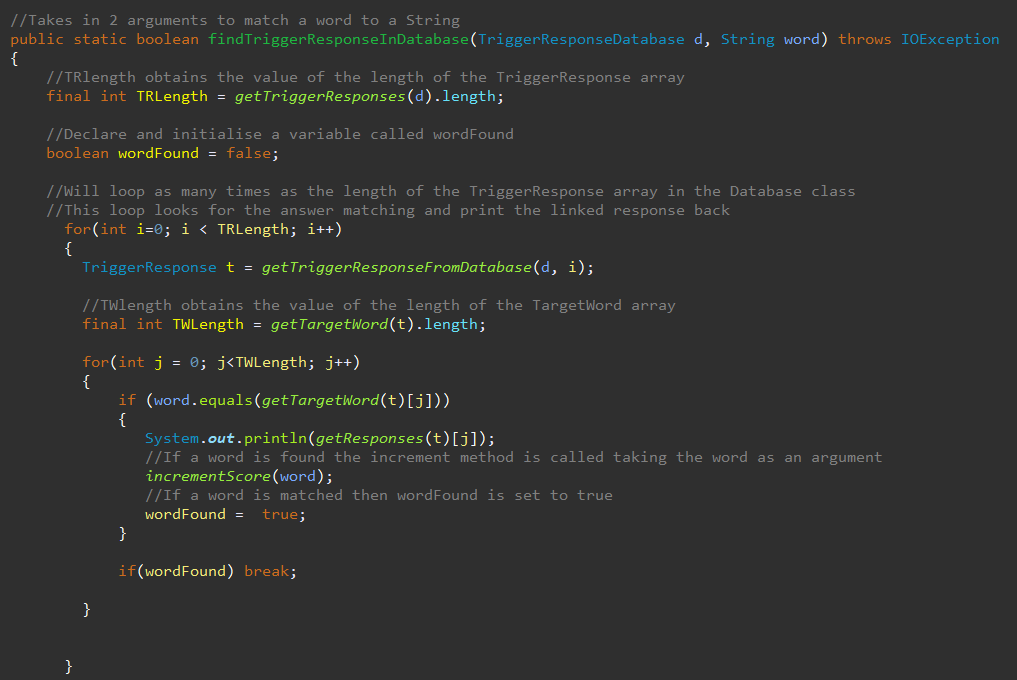 //Takes in 2 arguments to match a word to a String
public static boolean findTriggerResponseInDatabase(TriggerResponseDatabase d, String word) throws IOException
{
    //TRlength obtains the value of the length of the TriggerResponse array
    final int TRLength = getTriggerResponses(d).length;

    //Declare and initialise a variable called wordFound
    boolean wordFound = false;

    //Will loop as many times as the length of the TriggerResponse array in the Database class
    //This loop looks for the answer matching and print the linked response back
      for(int i=0; i < TRLength; i++)
      {
        TriggerResponse t = getTriggerResponseFromDatabase(d, i);

        //TWlength obtains the value of the length of the TargetWord array
        final int TWLength = getTargetWord(t).length;

        for(int j = 0; j<TWLength; j++)
        {
            if (word.equals(getTargetWord(t)[j]))
            {
               System.out.println(getResponses(t)[j]);
               //If a word is found the increment method is called taking the word as an argument
               incrementScore(word);
               //If a word is matched then wordFound is set to true
               wordFound =  true;
            }

            if(wordFound) break;

        }


      }